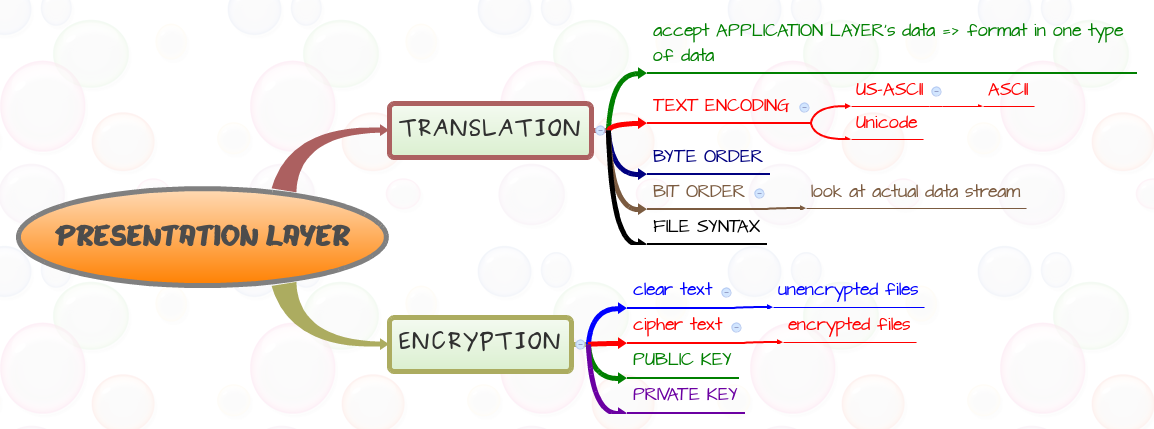 accept APPLICATION LAYER's data => format in one type
of data
US-ASCII
ASCII
TEXT ENCODING
Unicode
TRANSLATION
BYTE ORDER
BIT ORDER
look at actual data stream
FILE SYNTAX
PRESENTATION LAYER
clear text
unencrypted files
cipher text
encrypted files
ENCRYPTION
PUBLIC KEY
PRIVATE KEY